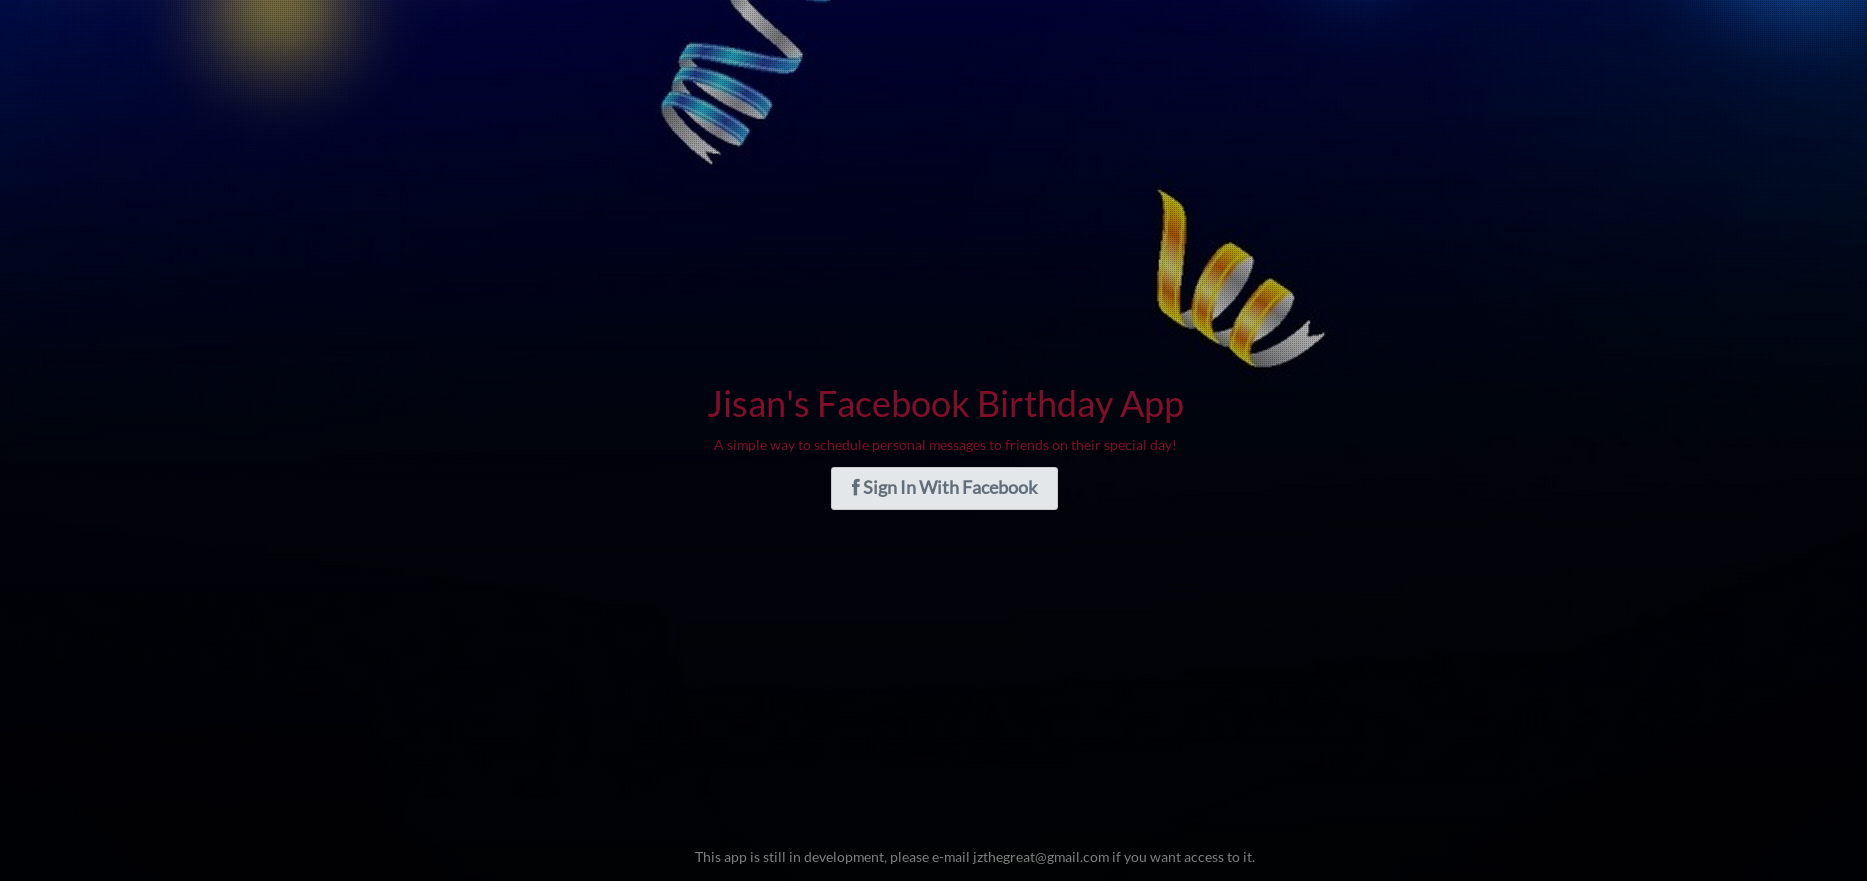 Jisan's Facebook Birthday App
A simple way to schedule personal messages to friends on their special day!
Sign In With Facebook
This app is still in development, please e-mail jzthegreat@gmail.com if you want access to it.